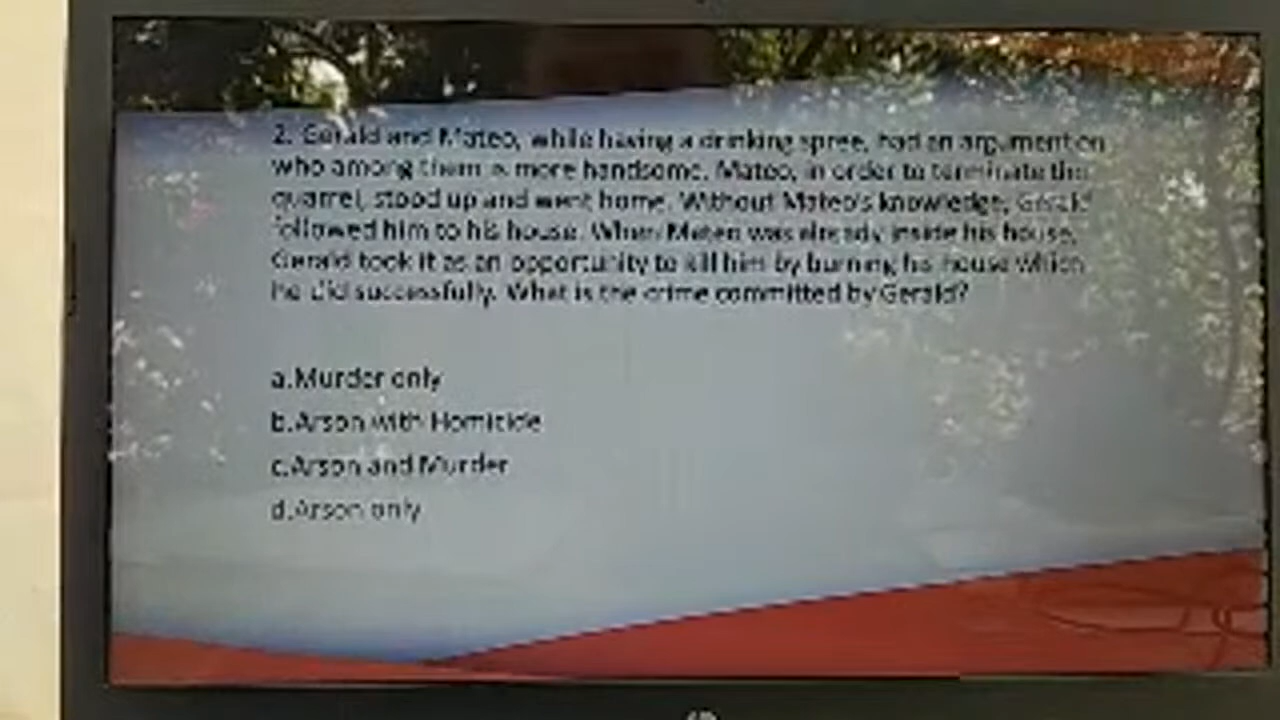 2. Gerald and Mateo, while having a drinking spree, had an argument on
who among them is more handsome. Mateo, in order to terminate the
quarrel, stood up and went home. Without Mateo's knowledge, Gerald
followed him to his house. When Mateo was already inside his house,
Gerald took it as an opportunity to kill him by burning his house which
he did successfully. What is the crime committed by Gerald?
a.Murder only
b.Arson with Homicide
c.Arson and Murder
d.Arson only